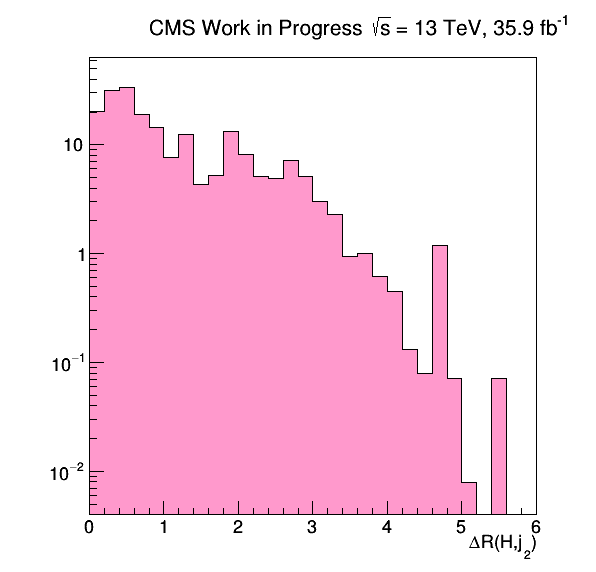 CMS Work in Progress √s = 13 TeV, 35.9 fb⁻¹
10
1
10⁻¹
10⁻²
0 1 2 3 4 5 6
ΔR(H,j₂)